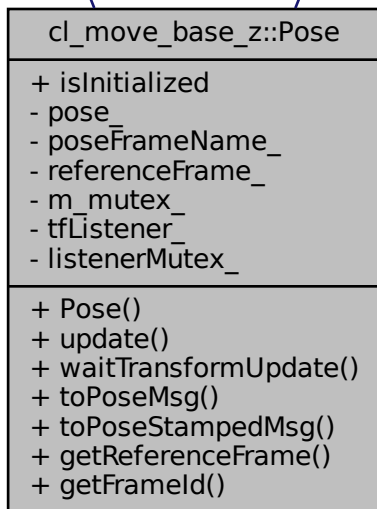 cl_move_base_z::Pose
+ isInitialized
- pose_
- poseFrameName_
- referenceFrame_
- m_mutex_
- tfListener_
- listenerMutex_
+ Pose()
+ update()
+ waitTransformUpdate()
+ toPoseMsg()
+ toPoseStampedMsg()
+ getReferenceFrame()
+ getFrameId()